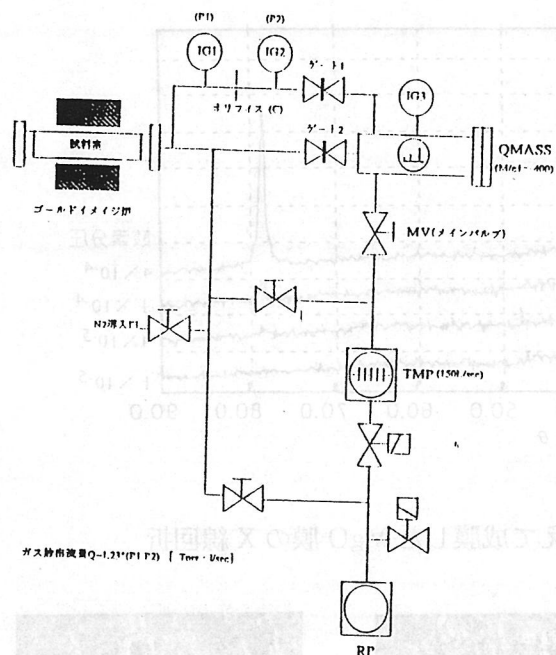 (P1) (P2)
IG1 IG2
ゲート1
オリフィス (C)
IG3
ゲート2
試料室
QMASS
(M/e1~400)
ゴールドイメイジ炉
MV(メインバルブ)
N2導入口
TMP (150L/sec)
ガス放出流量Q=1.23*(P1-P2) [ Torr・l/sec]
RP